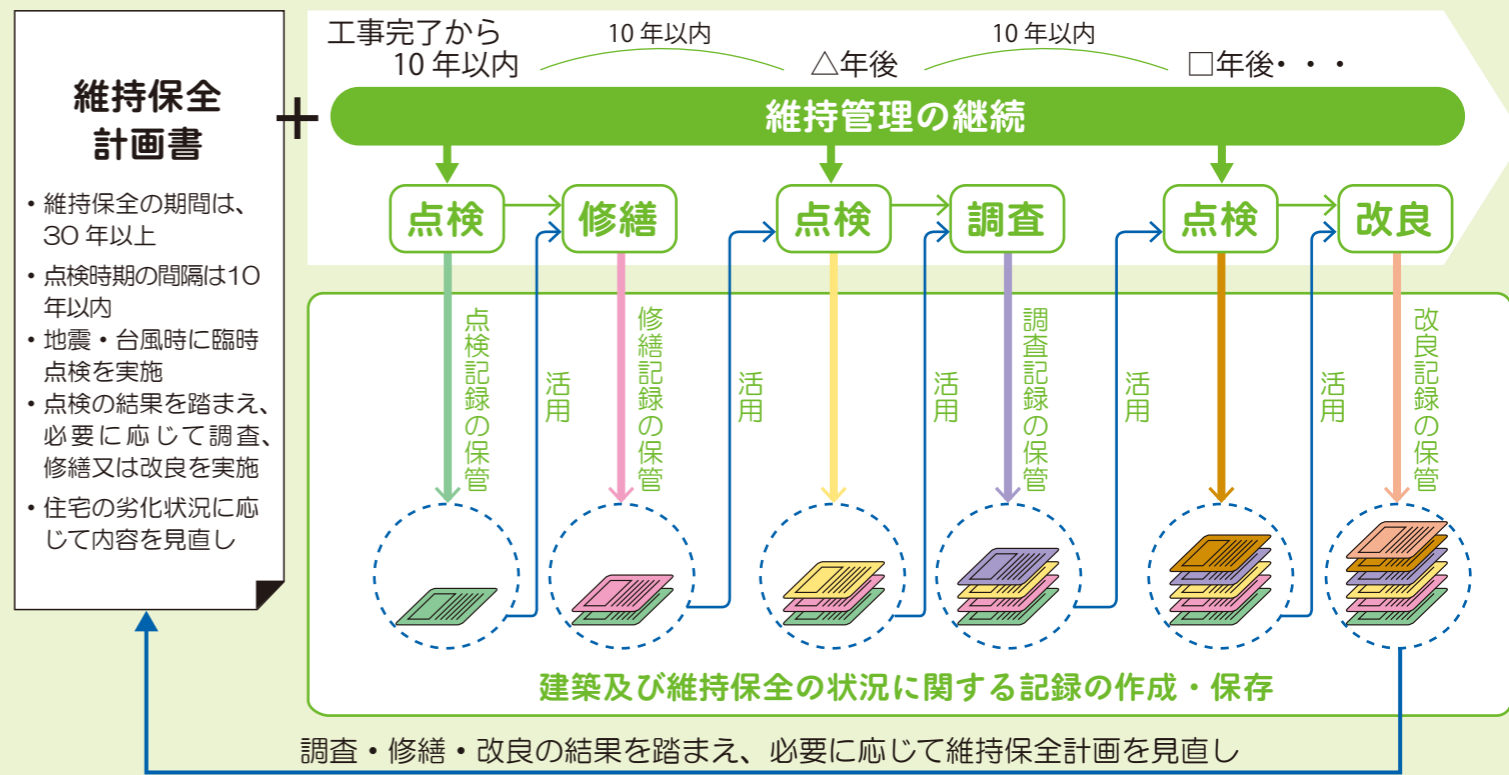 維持保全
計画書
・維持保全の期間は、
30年以上
・点検時期の間隔は10
年以内
・地震・台風時に臨時
点検を実施
・点検の結果を踏まえ、
必要に応じて調査、
修繕又は改良を実施
・住宅の劣化状況に応
じて内容を見直し
+
工事完了から
10年以内
10年以内
△年後
10年以内
□年後・・・
維持管理の継続
点検
修繕
点検
調査
点検
改良
点検記録の保管
活用
修繕記録の保管
活用
活用
調査記録の保管
活用
活用
改良記録の保管
建築及び維持保全の状況に関する記録の作成・保存
調査・修繕・改良の結果を踏まえ、必要に応じて維持保全計画を見直し